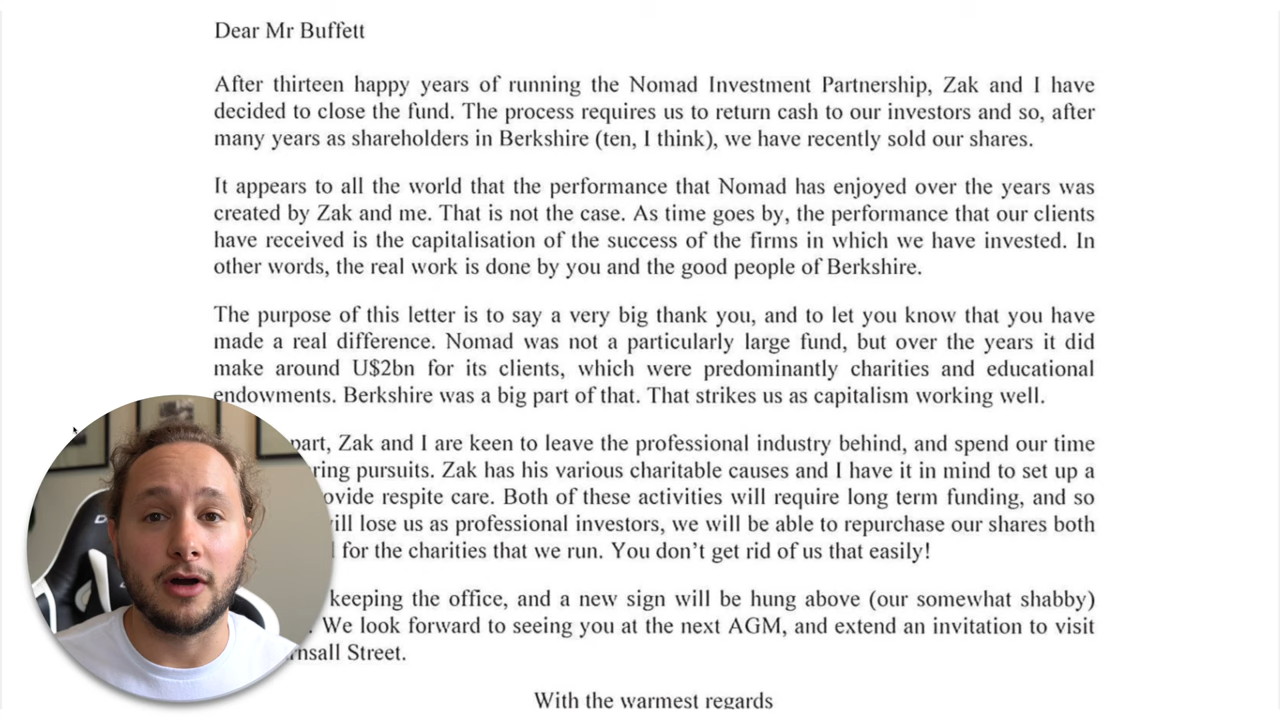 Dear Mr Buffett
After thirteen happy years of running the Nomad Investment Partnership, Zak and I have
decided to close the fund. The process requires us to return cash to our investors and so, after
many years as shareholders in Berkshire (ten, I think), we have recently sold our shares.
It appears to all the world that the performance that Nomad has enjoyed over the years was
created by Zak and me. That is not the case. As time goes by, the performance that our clients
have received is the capitalisation of the success of the firms in which we have invested. In
other words, the real work is done by you and the good people of Berkshire.
The purpose of this letter is to say a very big thank you, and to let you know that you have
made a real difference. Nomad was not a particularly large fund, but over the years it did
make around U$2bn for its clients, which were predominantly charities and educational
endowments. Berkshire was a big part of that. That strikes us as capitalism working well.
part, Zak and I are keen to leave the professional industry behind, and spend our time
pursuits. Zak has his various charitable causes and I have it in mind to set up a
respite care. Both of these activities will require long term funding, and so
lose us as professional investors, we will be able to repurchase our shares both
for the charities that we run. You don't get rid of us that easily!
keeping the office, and a new sign will be hung above (our somewhat shabby)
We look forward to seeing you at the next AGM, and extend an invitation to visit
Street.
With the warmest regards